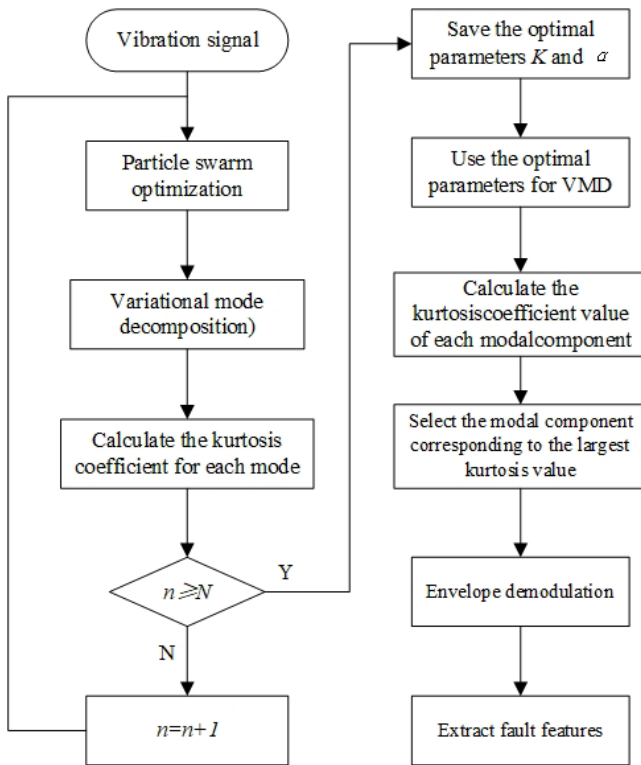 Vibration signal
Particle swarm
optimization
Variational mode
decomposition)
Calculate the kurtosis
coefficient for each mode
n⩾N
Y
N
n=n+1
Save the optimal
parameters K and α
Use the optimal
parameters for VMD
Calculate the
kurtosiscoefficient value
of each modalcomponent
Select the modal component
corresponding to the largest
kurtosis value
Envelope demodulation
Extract fault features